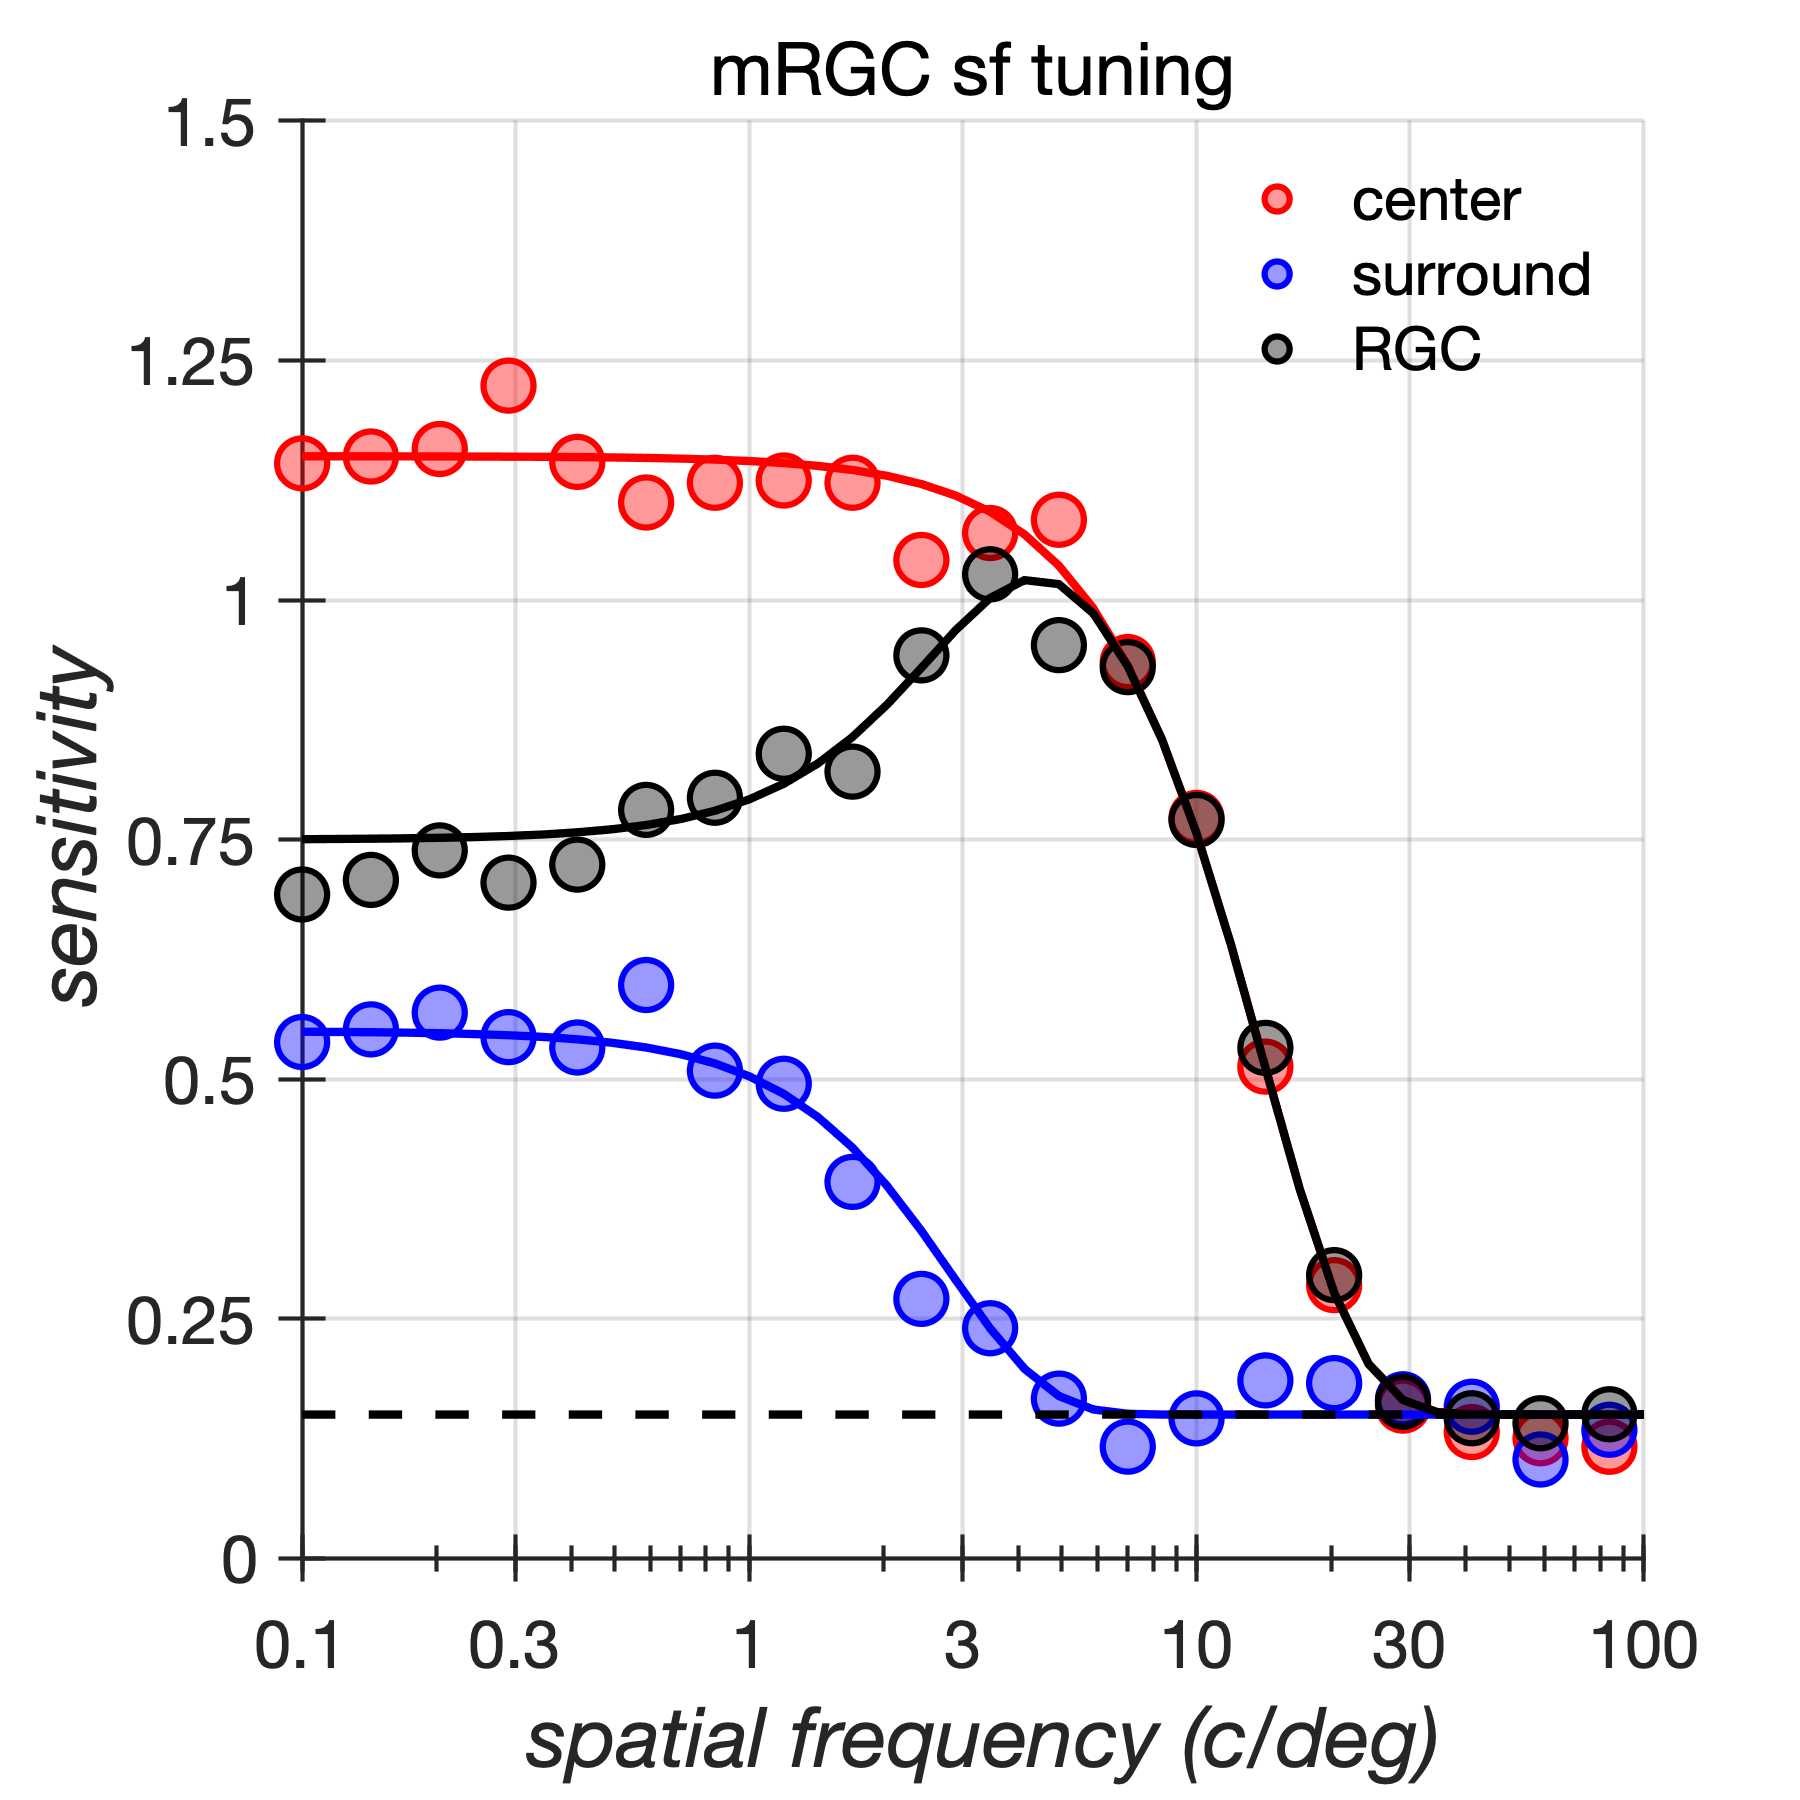 mRGC sf tuning
1.5
1.25
1
0.75
0.5
0.25
0
sensitivity
center
surround
RGC
0.1 0.3 1 3 10 30 100
spatial frequency (c/deg)